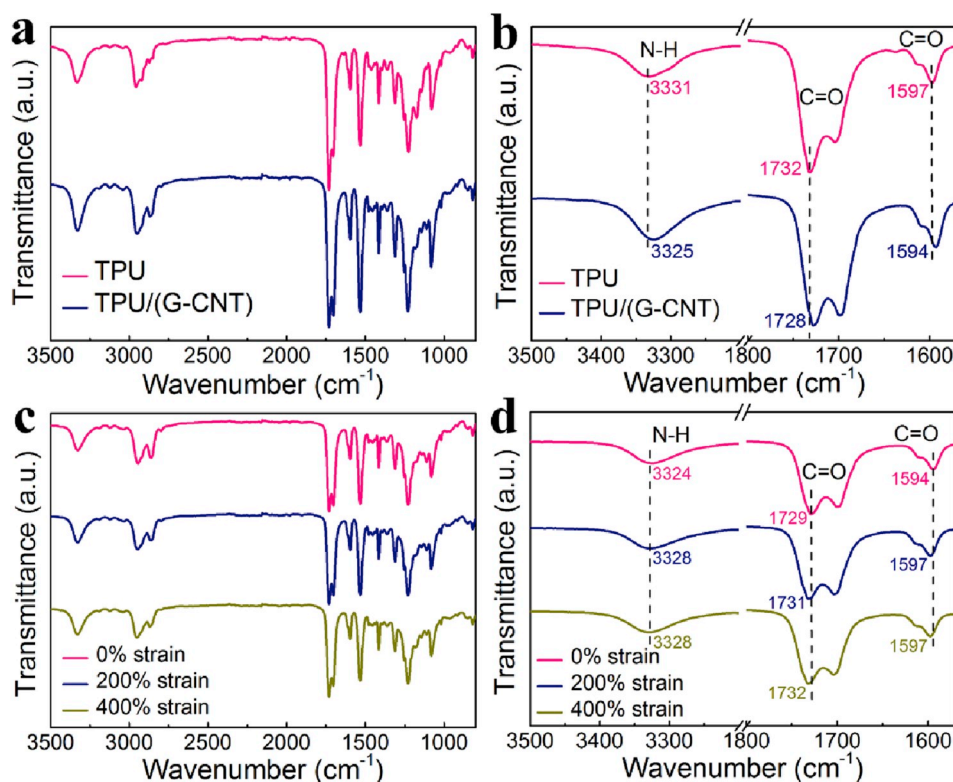 a
Transmittance (a.u.)
TPU
TPU/(G-CNT)
3500 3000 2500 2000 1500 1000
Wavenumber (cm⁻¹)
b
Transmittance (a.u.)
N-H
3331
C=O
1732
C=O
1597
3325
1728
1594
TPU
TPU/(G-CNT)
3500 3400 3300 1800 1700 1600
Wavenumber (cm⁻¹)
c
Transmittance (a.u.)
0% strain
200% strain
400% strain
3500 3000 2500 2000 1500 1000
Wavenumber (cm⁻¹)
d
Transmittance (a.u.)
N-H
3324
C=O
1729
C=O
1594
3328
1731
1597
3328
1732
1597
0% strain
200% strain
400% strain
3500 3400 3300 1800 1700 1600
Wavenumber (cm⁻¹)